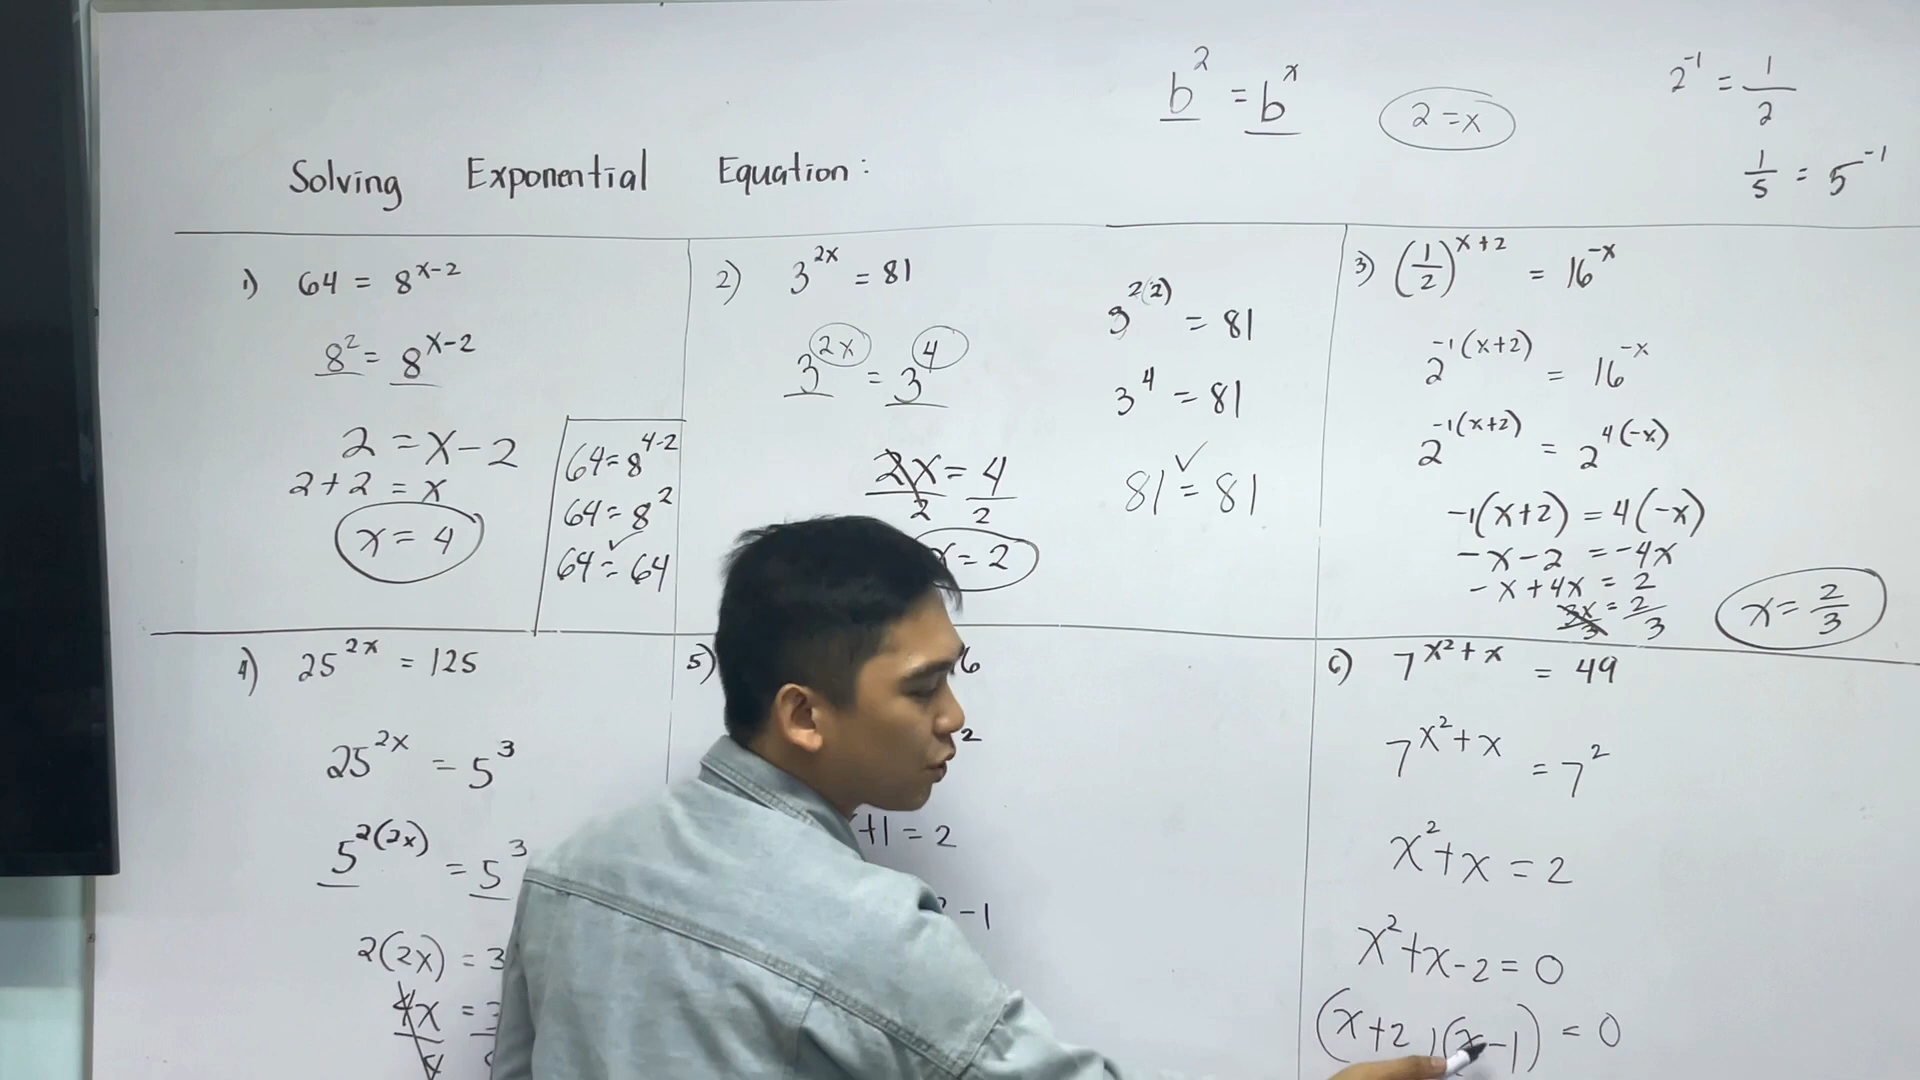 b² = bˣ
2 = x
2⁻¹ = 1/2
1/5 = 5⁻¹
Solving Exponential Equation:
1) 64 = 8^(x-2)
8² = 8^(x-2)
2 = x - 2
2 + 2 = x
x = 4
64 = 8^(4-2)
64 = 8²
64 = 64 ✓
2) 3^(2x) = 81
3^(2x) = 3⁴
2x/2 = 4/2
x = 2
3^(2(2)) = 81
3⁴ = 81
81 = 81 ✓
3) (1/2)^(x+2) = 16^(-x)
2^(-1(x+2)) = 16^(-x)
2^(-1(x+2)) = 2^(4(-x))
-1(x+2) = 4(-x)
-x - 2 = -4x
-x + 4x = 2
3x/3 = 2/3
x = 2/3
4) 25^(2x) = 125
25^(2x) = 5³
5^(2(2x)) = 5³
2(2x) = 3
4x = 3
4
5)
6
2
+1 = 2
-1
6) 7^(x²+x) = 49
7^(x²+x) = 7²
x² + x = 2
x² + x - 2 = 0
(x+2)(x-1) = 0